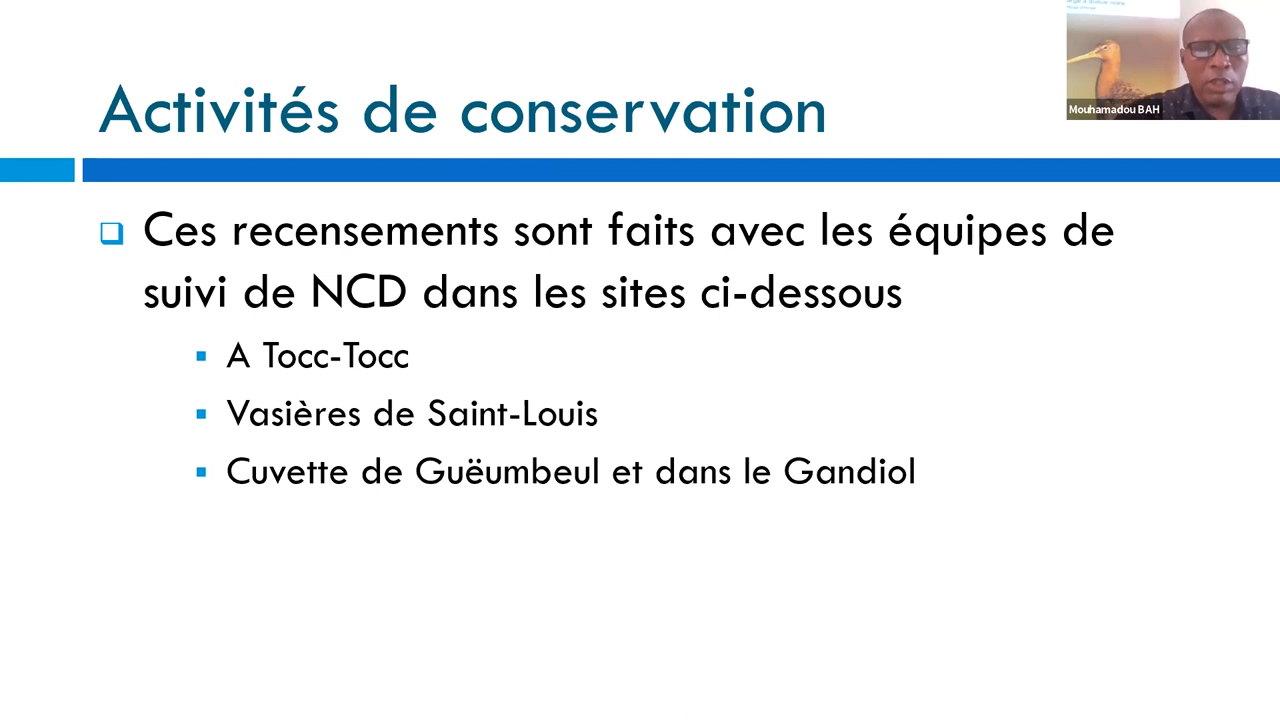 Activités de conservation
Mouhamadou BAH
Ces recensements sont faits avec les équipes de
suivi de NCD dans les sites ci-dessous
A Tocc-Tocc
Vasières de Saint-Louis
Cuvette de Guëumbeul et dans le Gandiol